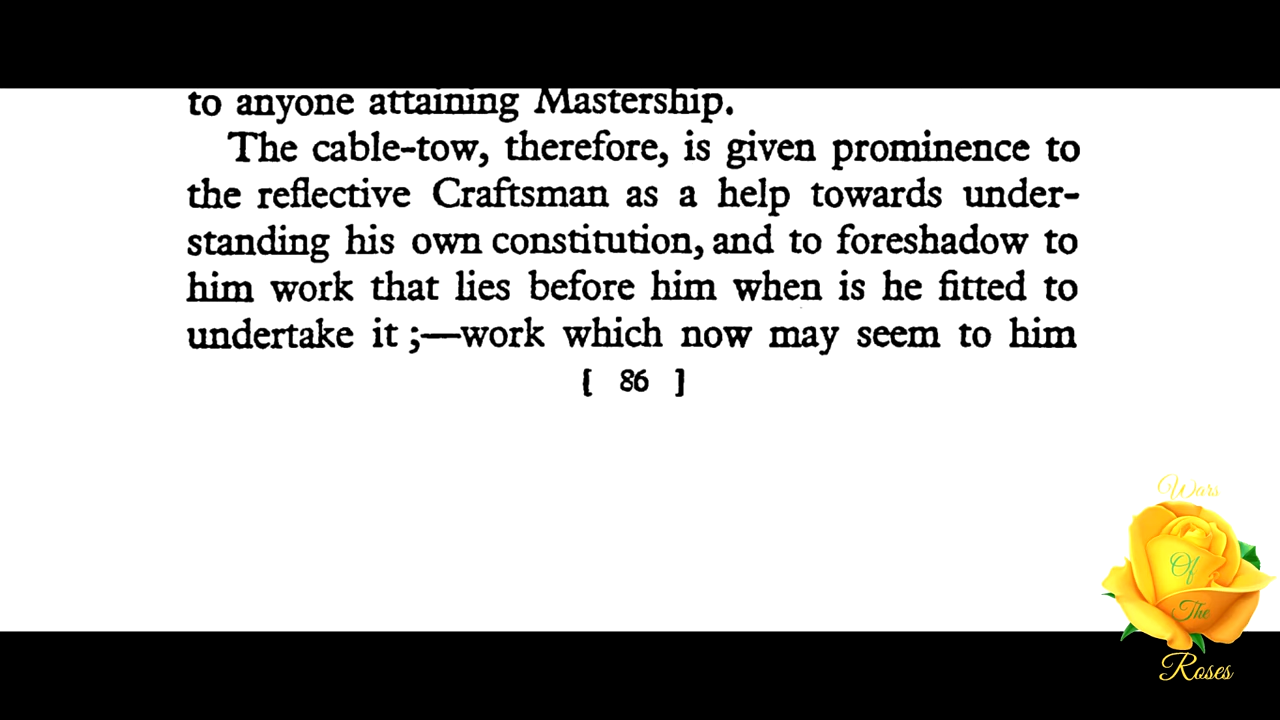 to anyone attaining Mastership.
The cable-tow, therefore, is given prominence to
the reflective Craftsman as a help towards under-
standing his own constitution, and to foreshadow to
him work that lies before him when is he fitted to
undertake it ;—work which now may seem to him
[ 86 ]
Wars
Of
The
Roses